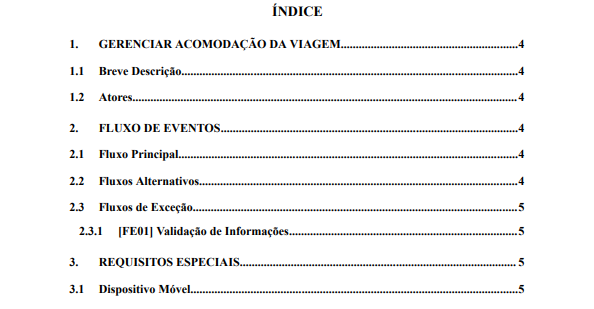 ÍNDICE
1. GERENCIAR ACOMODAÇÃO DA VIAGEM...........................................................4
1.1 Breve Descrição................................................................................................................4
1.2 Atores................................................................................................................................4
2. FLUXO DE EVENTOS...................................................................................................4
2.1 Fluxo Principal.................................................................................................................4
2.2 Fluxos Alternativos..........................................................................................................4
2.3 Fluxos de Exceção............................................................................................................5
2.3.1 [FE01] Validação de Informações............................................................................5
3. REQUISITOS ESPECIAIS............................................................................................ 5
3.1 Dispositivo Móvel.............................................................................................................5